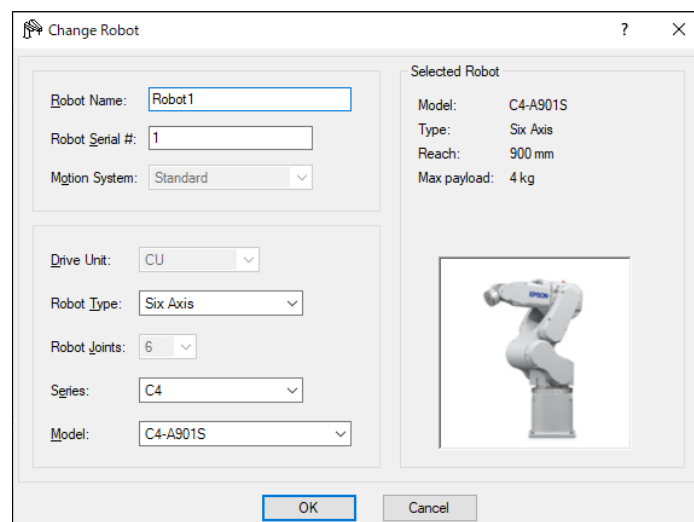 Change Robot
?
Robot Name: Robot1
Robot Serial #: 1
Motion System: Standard
Drive Unit: CU
Robot Type: Six Axis
Robot Joints: 6
Series: C4
Model: C4-A901S
Selected Robot
Model: C4-A901S
Type: Six Axis
Reach: 900 mm
Max payload: 4 kg
EPSON
OK Cancel